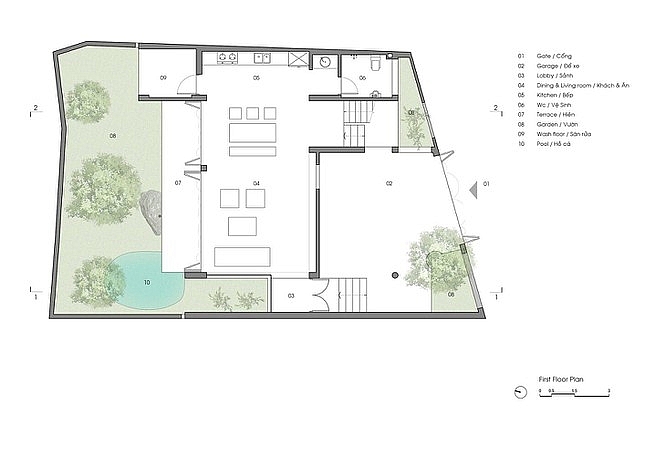 01 Gate / Cổng
02 Garage / Để xe
03 Lobby / Sảnh
04 Dining & Living room / Khách & Ăn
05 Kitchen / Bếp
06 Wc / Vệ Sinh
07 Terrace / Hiên
08 Garden / Vườn
09 Wash floor / Sân rửa
10 Pool / Hồ cá
09
05
06
2
2
08
08
07
04
02
01
10
03
08
1
1
First Floor Plan
0 0.5 1.5 3